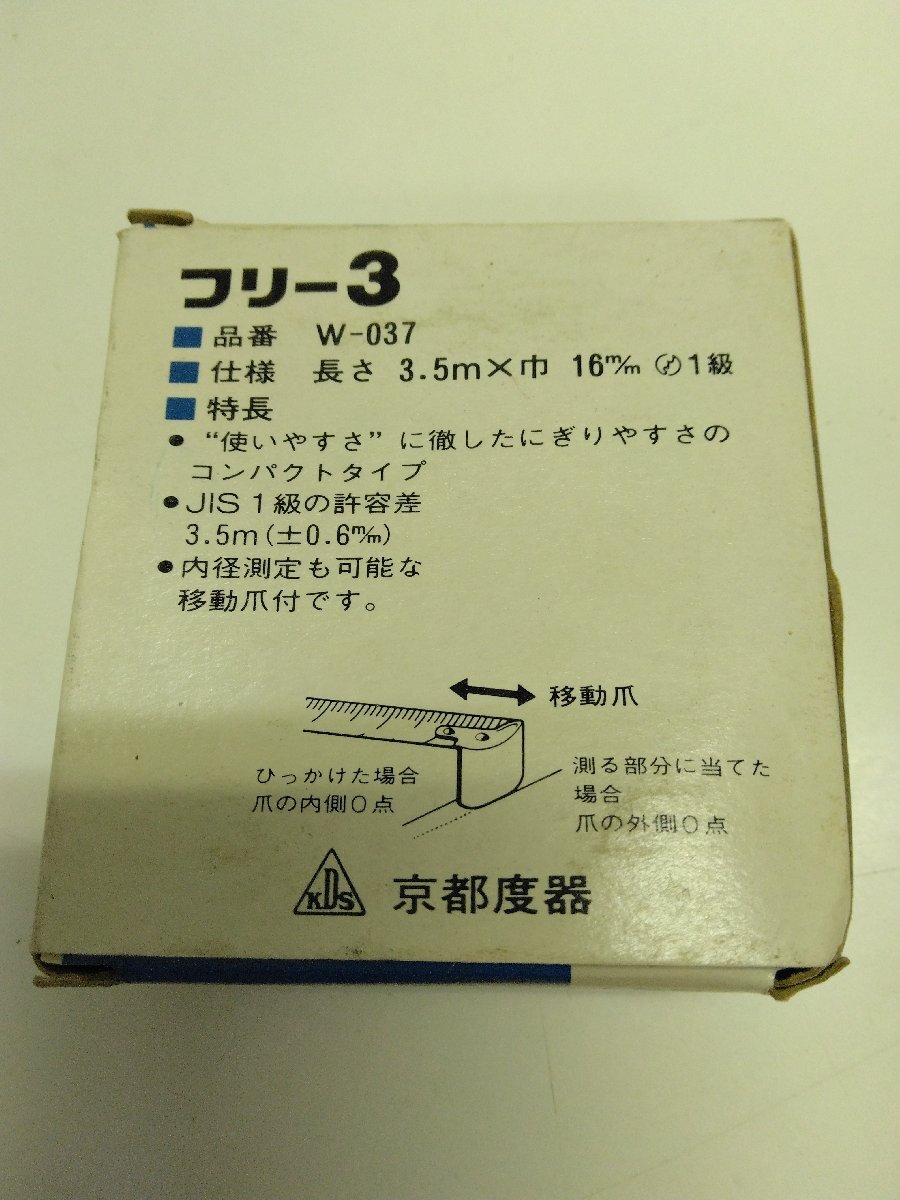 フリー3
■ 品番 W-037
■ 仕様 長さ 3.5m×巾 16m/m 1級
■ 特長
● “使いやすさ”に徹したにぎりやすさの
コンパクトタイプ
● JIS 1級の許容差
3.5m(±0.6m/m)
● 内径測定も可能な
移動爪付です。
移動爪
ひっかけた場合
爪の内側0点
測る部分に当てた
場合
爪の外側0点
KDS 京都度器